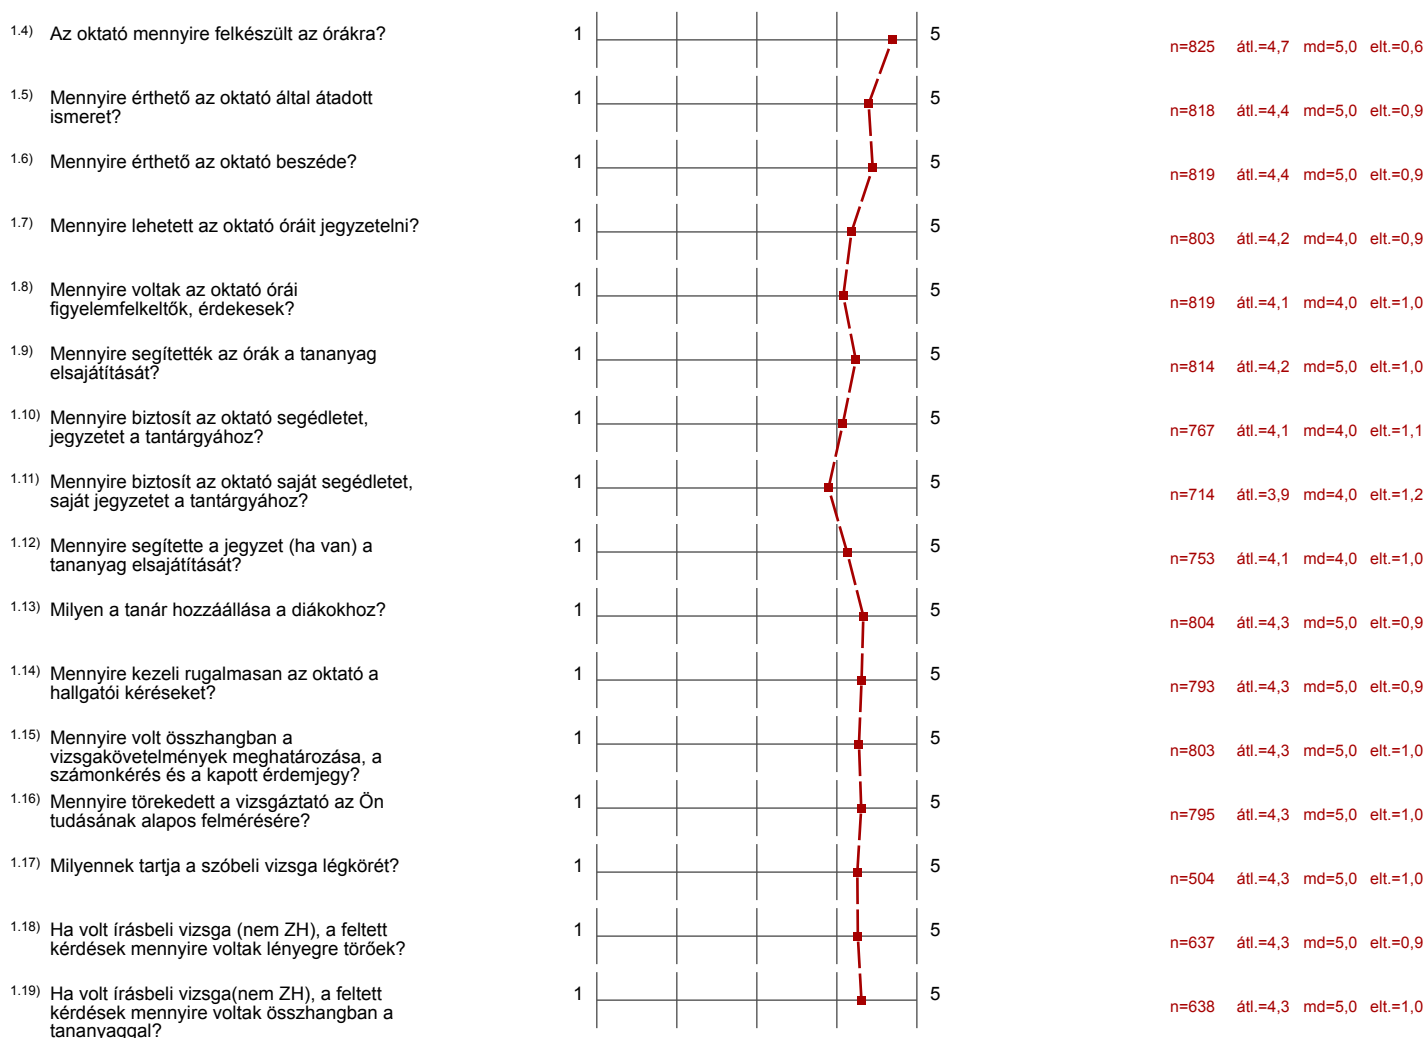 1.4) Az oktató mennyire felkészült az órákra? 1 5 n=825 átl.=4,7 md=5,0 elt.=0,6
1.5) Mennyire érthető az oktató által átadott
ismeret? 1 5 n=818 átl.=4,4 md=5,0 elt.=0,9
1.6) Mennyire érthető az oktató beszéde? 1 5 n=819 átl.=4,4 md=5,0 elt.=0,9
1.7) Mennyire lehetett az oktató óráit jegyzetelni? 1 5 n=803 átl.=4,2 md=4,0 elt.=0,9
1.8) Mennyire voltak az oktató órái
figyelemfelkeltők, érdekesek? 1 5 n=819 átl.=4,1 md=4,0 elt.=1,0
1.9) Mennyire segítették az órák a tananyag
elsajátítását? 1 5 n=814 átl.=4,2 md=5,0 elt.=1,0
1.10) Mennyire biztosít az oktató segédletet,
jegyzetet a tantárgyához? 1 5 n=767 átl.=4,1 md=4,0 elt.=1,1
1.11) Mennyire biztosít az oktató saját segédletet,
saját jegyzetet a tantárgyához? 1 5 n=714 átl.=3,9 md=4,0 elt.=1,2
1.12) Mennyire segítette a jegyzet (ha van) a
tananyag elsajátítását? 1 5 n=753 átl.=4,1 md=4,0 elt.=1,0
1.13) Milyen a tanár hozzáállása a diákokhoz? 1 5 n=804 átl.=4,3 md=5,0 elt.=0,9
1.14) Mennyire kezeli rugalmasan az oktató a
hallgatói kéréseket? 1 5 n=793 átl.=4,3 md=5,0 elt.=0,9
1.15) Mennyire volt összhangban a
vizsgakövetelmények meghatározása, a
számonkérés és a kapott érdemjegy? 1 5 n=803 átl.=4,3 md=5,0 elt.=1,0
1.16) Mennyire törekedett a vizsgáztató az Ön
tudásának alapos felmérésére? 1 5 n=795 átl.=4,3 md=5,0 elt.=1,0
1.17) Milyennek tartja a szóbeli vizsga légkörét? 1 5 n=504 átl.=4,3 md=5,0 elt.=1,0
1.18) Ha volt írásbeli vizsga (nem ZH), a feltett
kérdések mennyire voltak lényegre törőek? 1 5 n=637 átl.=4,3 md=5,0 elt.=0,9
1.19) Ha volt írásbeli vizsga(nem ZH), a feltett
kérdések mennyire voltak összhangban a
tananyaggal? 1 5 n=638 átl.=4,3 md=5,0 elt.=1,0